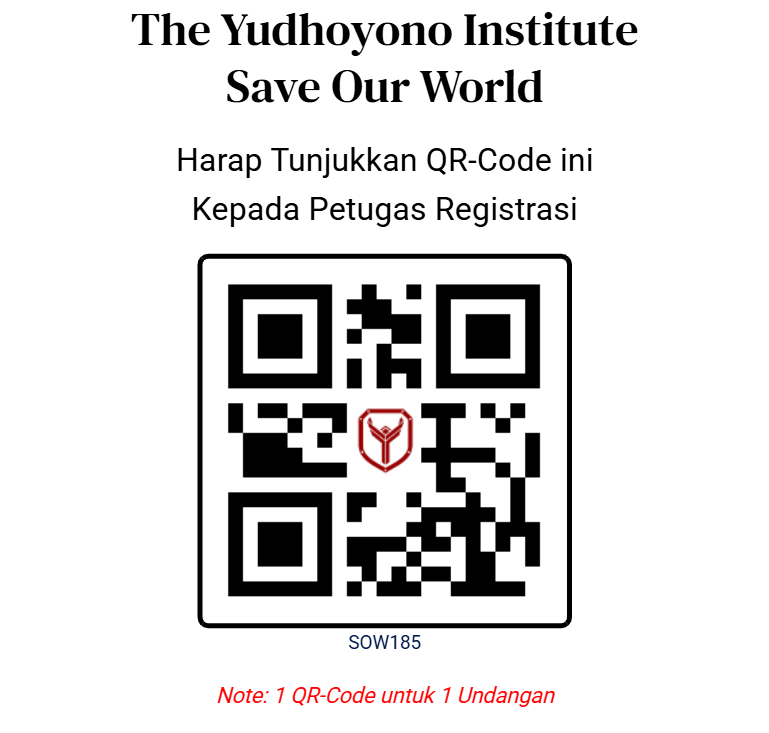 The Yudhoyono Institute
Save Our World
Harap Tunjukkan QR-Code ini
Kepada Petugas Registrasi
SOW185
Note: 1 QR-Code untuk 1 Undangan